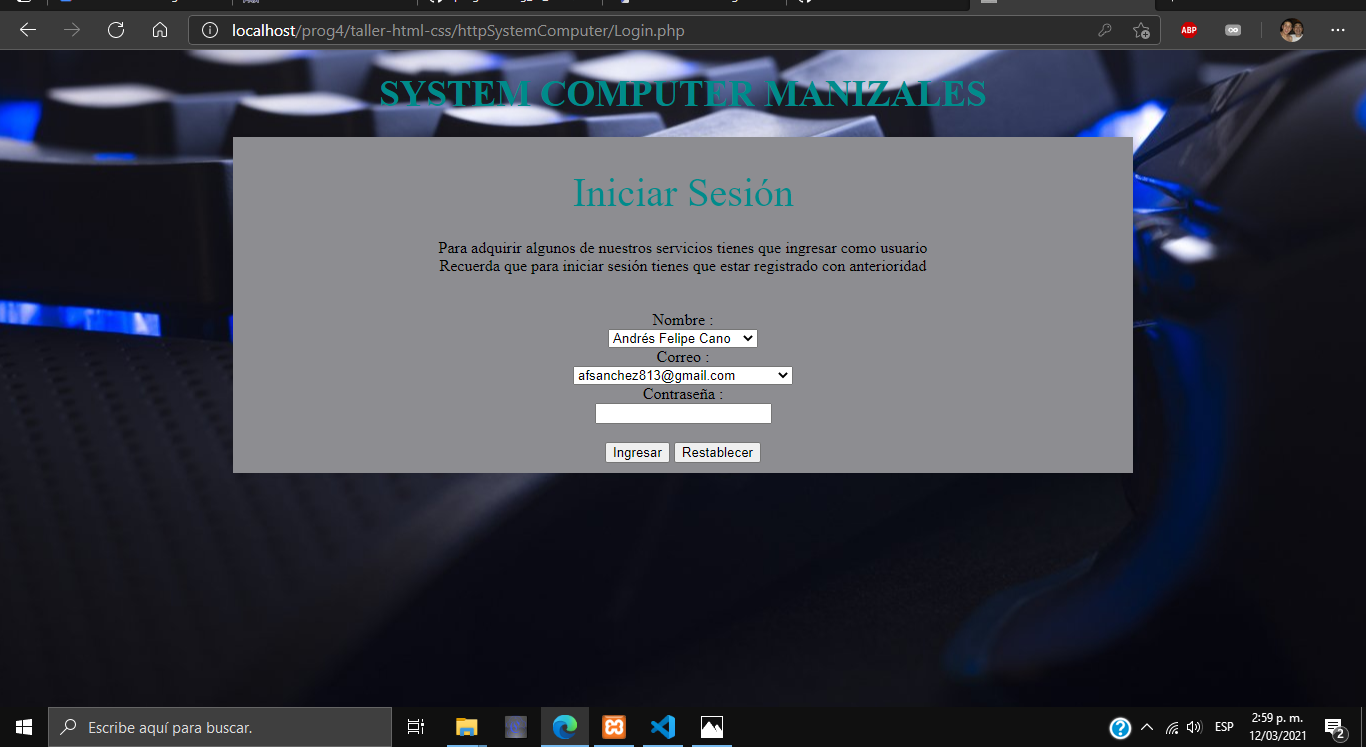 localhost/prog4/taller-html-css/httpSystemComputer/Login.php
ABP
SYSTEM COMPUTER MANIZALES
Iniciar Sesión
Para adquirir algunos de nuestros servicios tienes que ingresar como usuario
Recuerda que para iniciar sesión tienes que estar registrado con anterioridad
Nombre :
Andrés Felipe Cano
Correo :
afsanchez813@gmail.com
Contraseña :
Ingresar Restablecer
Escribe aquí para buscar.
ESP
2:59 p. m.
12/03/2021
2